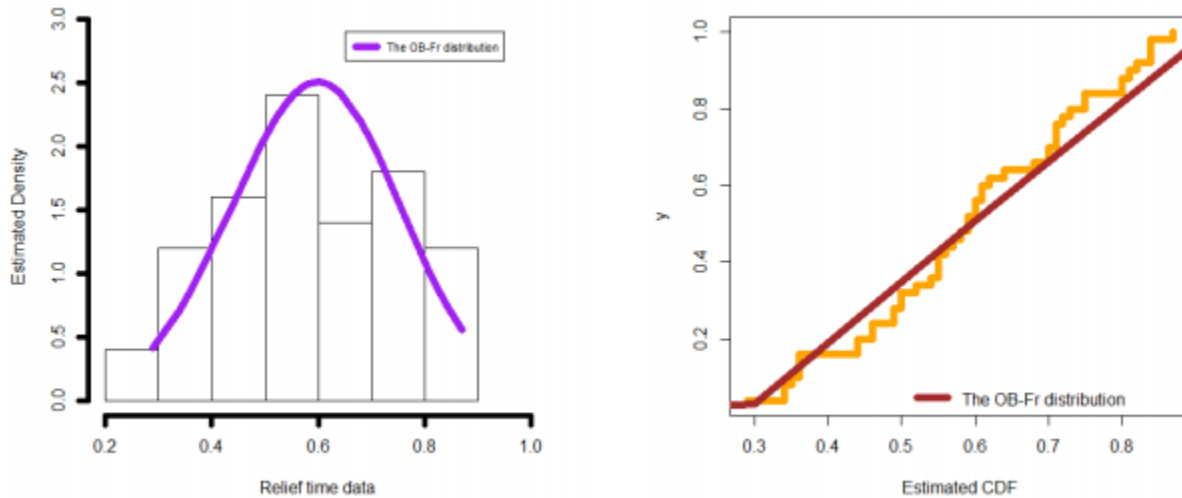 3.0
2.5
2.0
1.5
1.0
0.5
0.0
Estimated Density
The OB-Fr distribution
0.2 0.4 0.6 0.8 1.0
Relief time data
1.0
0.8
0.6
0.4
0.2
y
The OB-Fr distribution
0.3 0.4 0.5 0.6 0.7 0.8
Estimated CDF